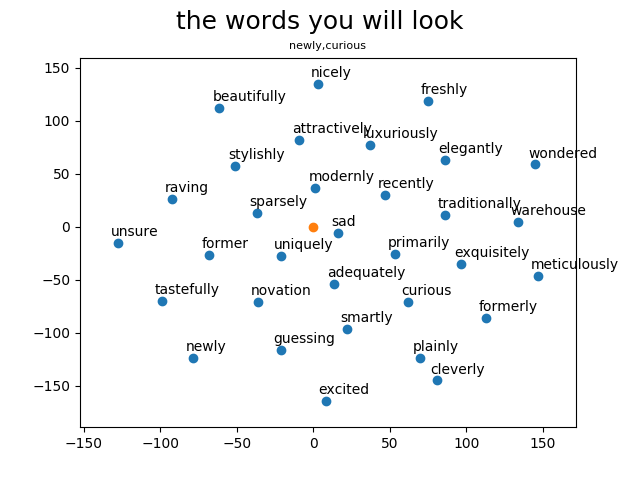 the words you will look
newly,curious
nicely
beautifully
freshly
attractively
luxuriously
stylishly
elegantly
wondered
modernly
recently
raving
sparsely
traditionally
warehouse
sad
unsure
former
uniquely
primarily
exquisitely
meticulously
adequately
tastefully
novation
curious
formerly
smartly
newly
guessing
plainly
cleverly
excited
150
100
50
0
−50
−100
−150
−150
−100
−50
0
50
100
150